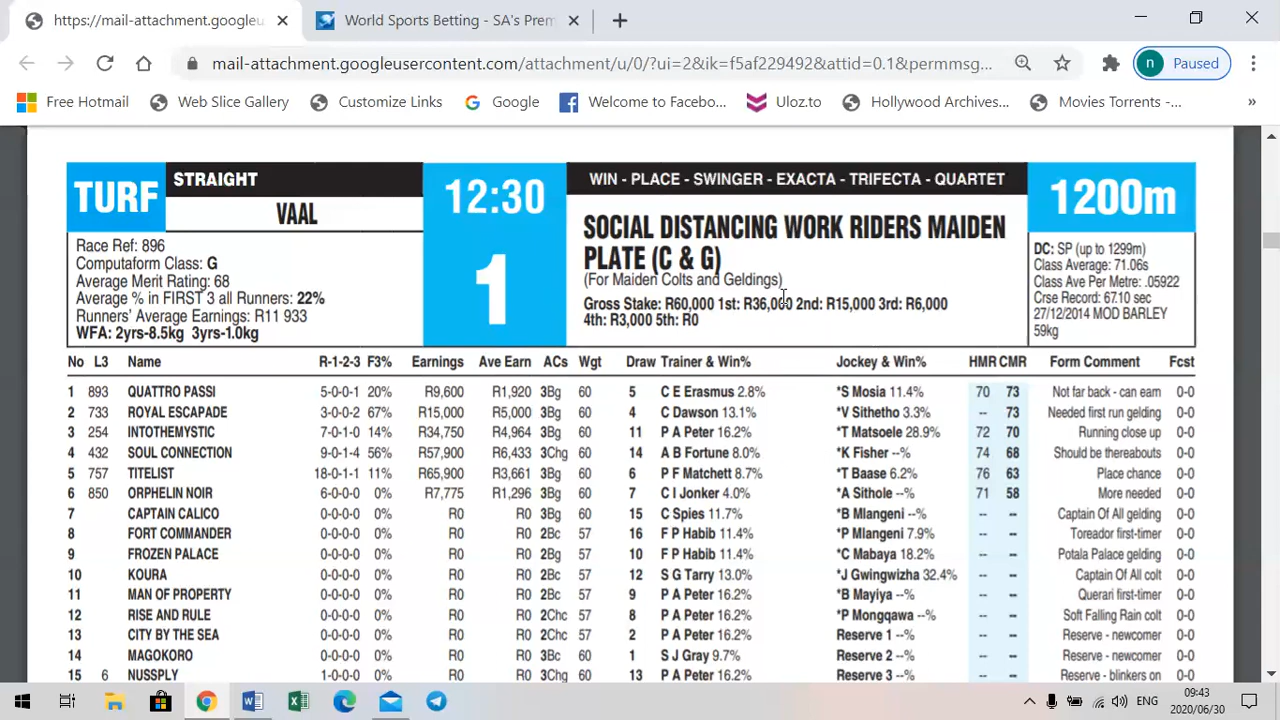 https://mail-attachment.googleu
World Sports Betting - SA's Prem
mail-attachment.googleusercontent.com/attachment/u/0/?ui=2&ik=f5af229492&attid=0.1&permmsg...
n Paused
Free Hotmail Web Slice Gallery Customize Links Google Welcome to Facebo... Uloz.to Hollywood Archives... Movies Torrents -... »
TURF STRAIGHT
VAAL
Race Ref: 896
Computaform Class: G
Average Merit Rating: 68
Average % in FIRST 3 all Runners: 22%
Runners' Average Earnings: R11 933
WFA: 2yrs-8.5kg 3yrs-1.0kg
12:30
1
WIN - PLACE - SWINGER - EXACTA - TRIFECTA - QUARTET
SOCIAL DISTANCING WORK RIDERS MAIDEN
PLATE (C & G)
(For Maiden Colts and Geldings)
Gross Stake: R60,000 1st: R36,000 2nd: R15,000 3rd: R6,000
4th: R3,000 5th: R0
1200m
DC: SP (up to 1299m)
Class Average: 71.06s
Class Ave Per Metre: .05922
Crse Record: 67.10 sec
27/12/2014 MOD BARLEY
59kg
No L3 Name R-1-2-3 F3% Earnings Ave Earn ACs Wgt Draw Trainer & Win% Jockey & Win% HMR CMR Form Comment Fcst
1 893 QUATTRO PASSI 5-0-0-1 20% R9,600 R1,920 3Bg 60 5 C E Erasmus 2.8% *S Mosia 11.4% 70 73 Not far back - can earn 0-0
2 733 ROYAL ESCAPADE 3-0-0-2 67% R15,000 R5,000 3Bg 60 4 C Dawson 13.1% *V Sithetho 3.3% -- 73 Needed first run gelding 0-0
3 254 INTOTHEMYSTIC 7-0-1-0 14% R34,750 R4,964 3Bg 60 11 P A Peter 16.2% *T Matsoele 28.9% 72 70 Running close up 0-0
4 432 SOUL CONNECTION 9-0-1-4 56% R57,900 R6,433 3Chg 60 14 A B Fortune 8.0% *K Fisher --% 74 68 Should be thereabouts 0-0
5 757 TITELIST 18-0-1-1 11% R65,900 R3,661 3Bg 60 6 P F Matchett 8.7% *T Baase 6.2% 76 63 Place chance 0-0
6 850 ORPHELIN NOIR 6-0-0-0 0% R7,775 R1,296 3Bg 60 7 C I Jonker 4.0% *A Sithole --% 71 58 More needed 0-0
7 CAPTAIN CALICO 0-0-0-0 0% R0 R0 3Bg 60 15 C Spies 11.7% *B Mlangeni --% -- -- Captain Of All gelding 0-0
8 FORT COMMANDER 0-0-0-0 0% R0 R0 2Bc 57 16 F P Habib 11.4% *P Mlangeni 7.9% -- -- Toreador first-timer 0-0
9 FROZEN PALACE 0-0-0-0 0% R0 R0 2Bg 57 10 F P Habib 11.4% *C Mabaya 18.2% -- -- Potala Palace gelding 0-0
10 KOURA 0-0-0-0 0% R0 R0 2Bc 57 12 S G Tarry 13.0% *J Gwingwizha 32.4% -- -- Captain Of All colt 0-0
11 MAN OF PROPERTY 0-0-0-0 0% R0 R0 2Bc 57 9 P A Peter 16.2% *B Mayiya --% -- -- Querari first-timer 0-0
12 RISE AND RULE 0-0-0-0 0% R0 R0 2Chc 57 8 P A Peter 16.2% *P Mongqawa --% -- -- Soft Falling Rain colt 0-0
13 CITY BY THE SEA 0-0-0-0 0% R0 R0 2Chc 57 2 P A Peter 16.2% Reserve 1 --% -- -- Reserve - newcomer 0-0
14 MAGOKORO 0-0-0-0 0% R0 R0 3Bc 60 1 S J Gray 9.7% Reserve 2 --% -- -- Reserve - newcomer 0-0
15 6 NUSSPLY 1-0-0-0 0% R0 R0 3Chg 60 13 P A Peter 16.2% Reserve 3 --% -- -- Reserve - blinkers on 0-0
ENG 09:43
2020/06/30